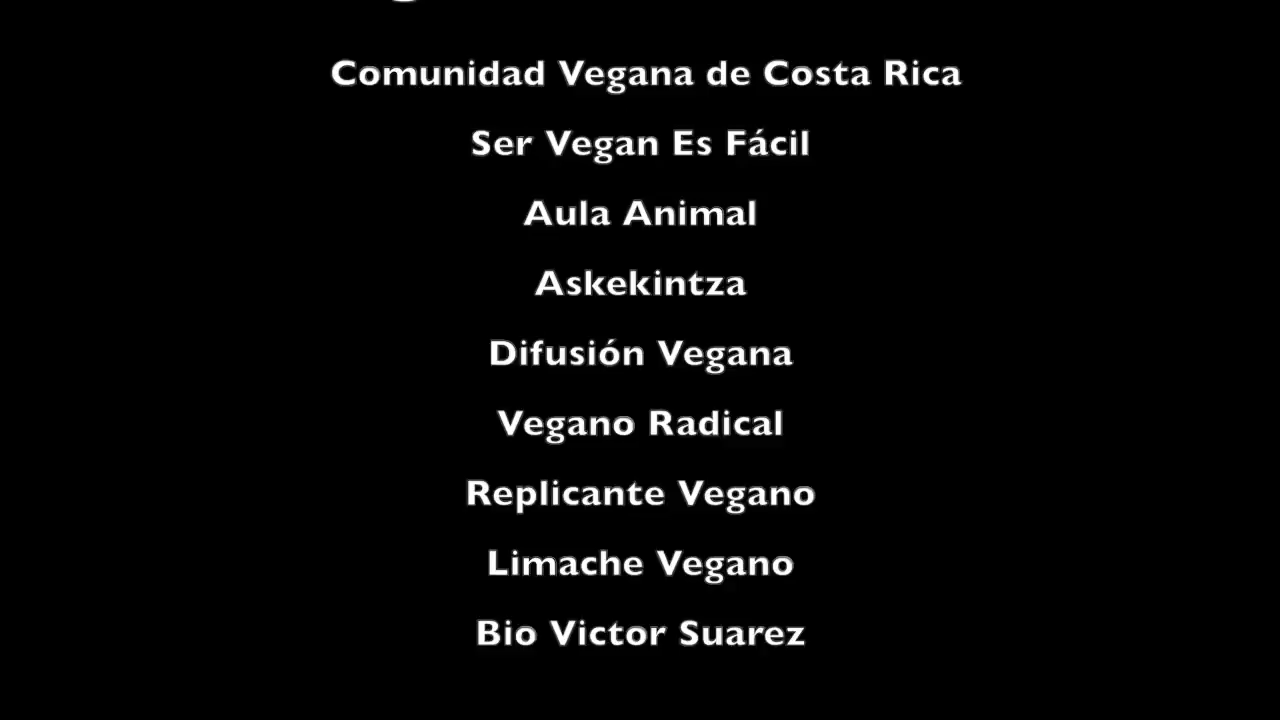 Comunidad Vegana de Costa Rica
Ser Vegan Es Fácil
Aula Animal
Askekintza
Difusión Vegana
Vegano Radical
Replicante Vegano
Limache Vegano
Bio Victor Suarez